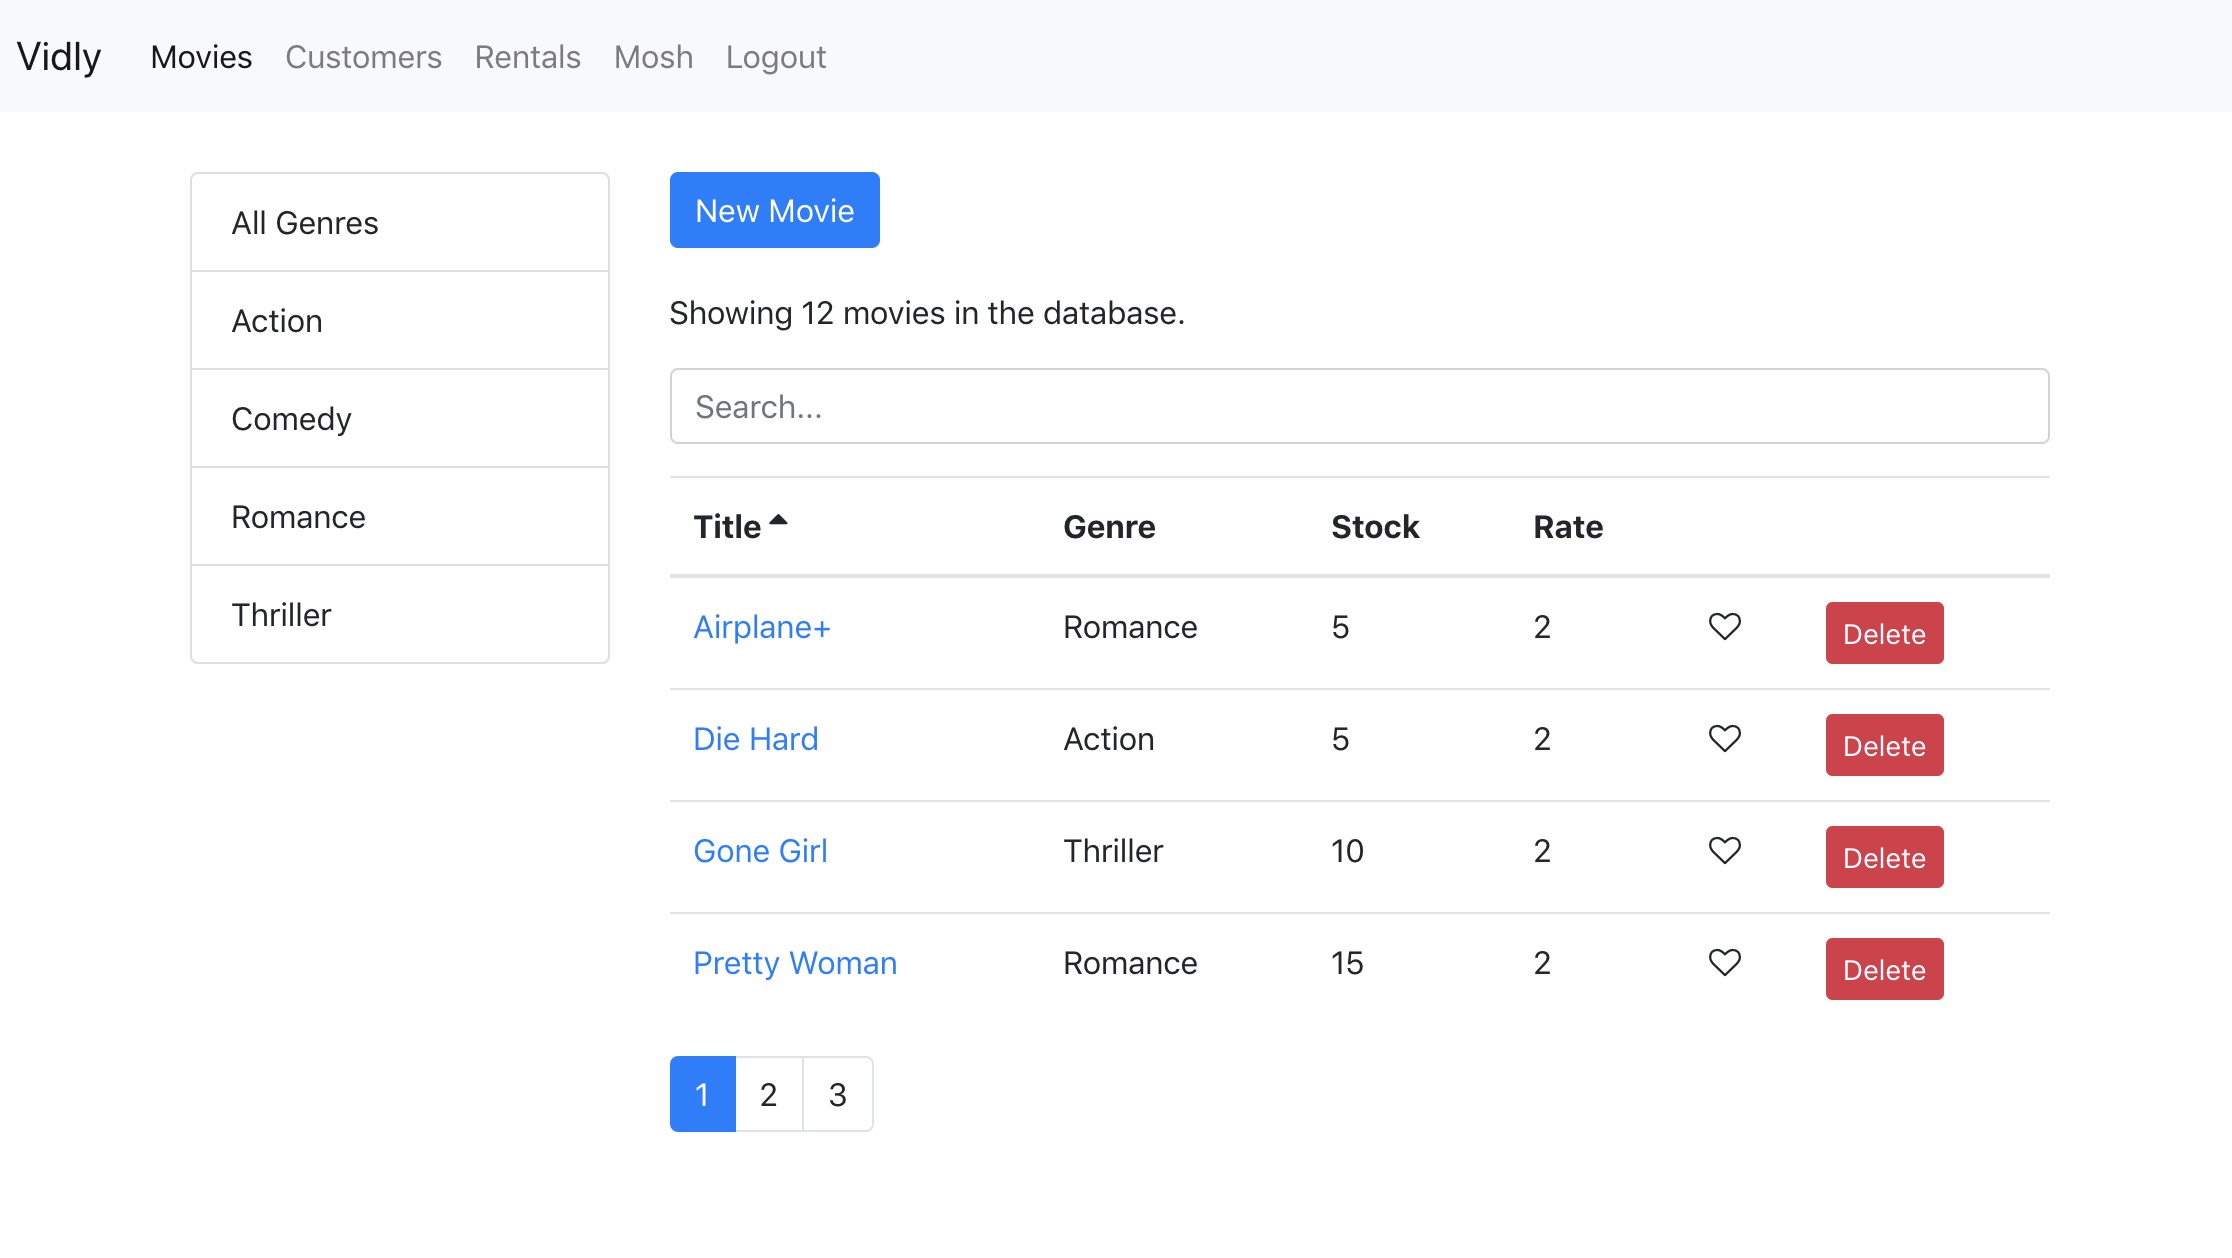 Vidly Movies Customers Rentals Mosh Logout
All Genres
Action
Comedy
Romance
Thriller
New Movie
Showing 12 movies in the database.
Search...
Title Genre Stock Rate
Airplane+ Romance 5 2 Delete
Die Hard Action 5 2 Delete
Gone Girl Thriller 10 2 Delete
Pretty Woman Romance 15 2 Delete
1 2 3